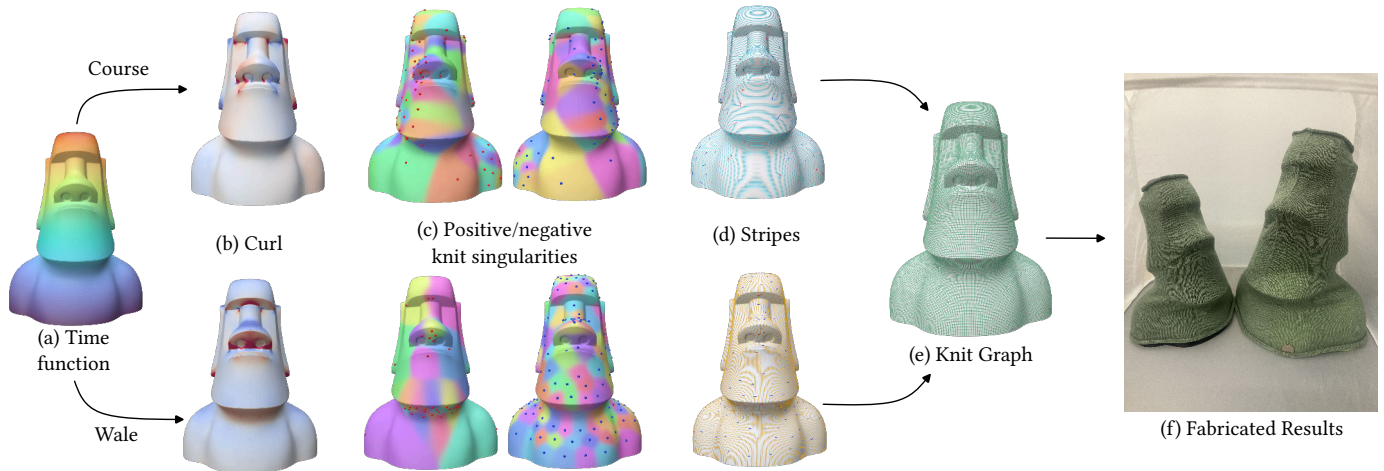 Course
(b) Curl
(c) Positive/negative
knit singularities
(d) Stripes
(a) Time
function
(e) Knit Graph
Wale
(f) Fabricated Results